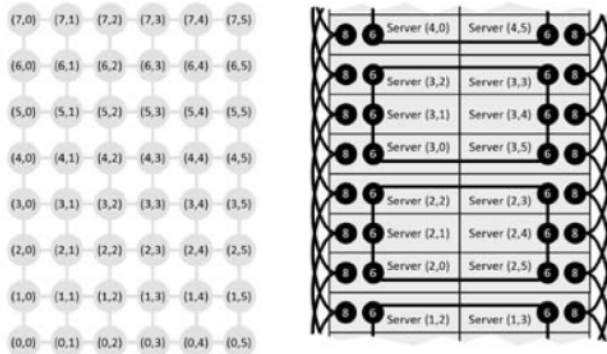 (7,0) (7,1) (7,2) (7,3) (7,4) (7,5)
(6,0) (6,1) (6,2) (6,3) (6,4) (6,5)
(5,0) (5,1) (5,2) (5,3) (5,4) (5,5)
(4,0) (4,1) (4,2) (4,3) (4,4) (4,5)
(3,0) (3,1) (3,2) (3,3) (3,4) (3,5)
(2,0) (2,1) (2,2) (2,3) (2,4) (2,5)
(1,0) (1,1) (1,2) (1,3) (1,4) (1,5)
(0,0) (0,1) (0,2) (0,3) (0,4) (0,5)
8 6 Server (4,0) Server (4,5) 6 8
8 6 Server (3,2) Server (3,3) 6 8
8 6 Server (3,1) Server (3,4) 6 8
8 6 Server (3,0) Server (3,5) 6 8
8 6 Server (2,2) Server (2,3) 6 8
8 6 Server (2,1) Server (2,4) 6 8
8 6 Server (2,0) Server (2,5) 6 8
8 6 Server (1,2) Server (1,3) 6 8